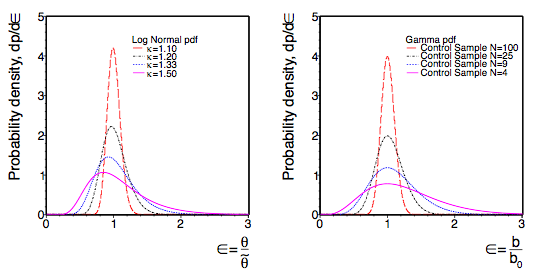 Probability density, dp/d∈
5
4
3
2
1
0
0
1
2
3
Log Normal pdf
κ=1.10
κ=1.20
κ=1.33
κ=1.50
∈=θ/θ̃
Probability density, dp/d∈
5
4
3
2
1
0
0
1
2
3
Gamma pdf
Control Sample N=100
Control Sample N=25
Control Sample N=9
Control Sample N=4
∈=b/b₀